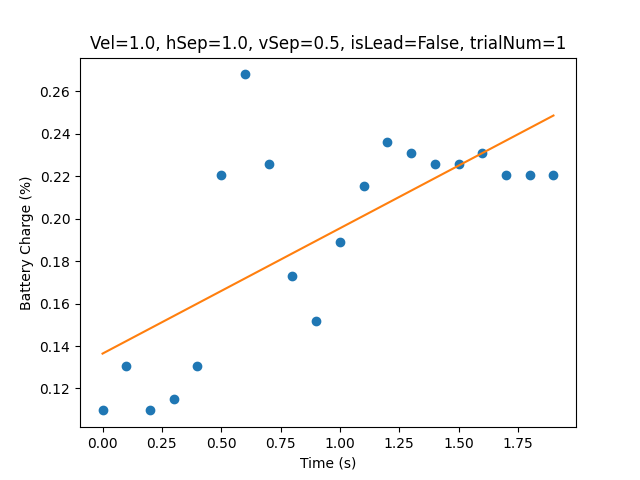 Vel=1.0, hSep=1.0, vSep=0.5, isLead=False, trialNum=1
0.26
0.24
0.22
0.20
0.18
0.16
0.14
0.12
Battery Charge (%)
0.00 0.25 0.50 0.75 1.00 1.25 1.50 1.75
Time (s)